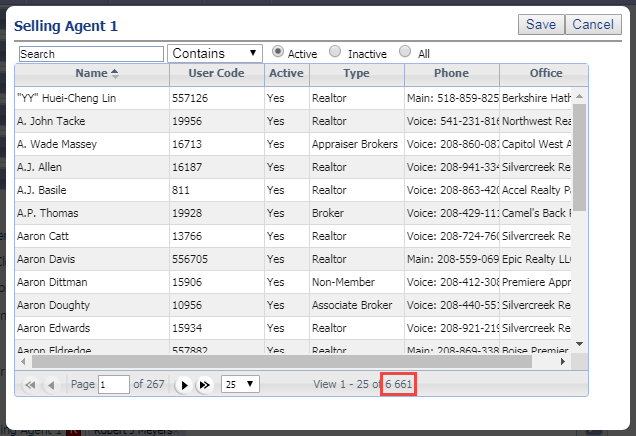 Selling Agent 1 Save Cancel
Search Contains Active Inactive All
Name User Code Active Type Phone Office
"YY" Huei-Cheng Lin 557126 Yes Realtor Main: 518-859-825 Berkshire Hath
A. John Tacke 19956 Yes Realtor Voice: 541-231-816 Northwest Rea
A. Wade Massey 16713 Yes Appraiser Brokers Voice: 208-860-087 Capitol West A
A.J. Allen 16187 Yes Realtor Voice: 208-941-334 Silvercreek Re
A.J. Basile 811 Yes Realtor Voice: 208-863-420 Accel Realty Pa
A.P. Thomas 19928 Yes Broker Voice: 208-429-111 Camel's Back R
Aaron Catt 13766 Yes Realtor Voice: 208-724-760 Silvercreek Re
Aaron Davis 556705 Yes Realtor Main: 208-559-069 Epic Realty LLC
Aaron Dittman 15906 Yes Non-Member Voice: 208-412-308 Premiere Appr
Aaron Doughty 10956 Yes Associate Broker Voice: 208-440-551 Silvercreek Re
Aaron Edwards 15934 Yes Realtor Voice: 208-921-219 Silvercreek Re
Aaron Eldredge 557882 Yes Realtor Main: 208-869-338 Boise Premier
Page 1 of 267 25 View 1 - 25 of 6 661
ing Agent 1 R Robert J Meyers